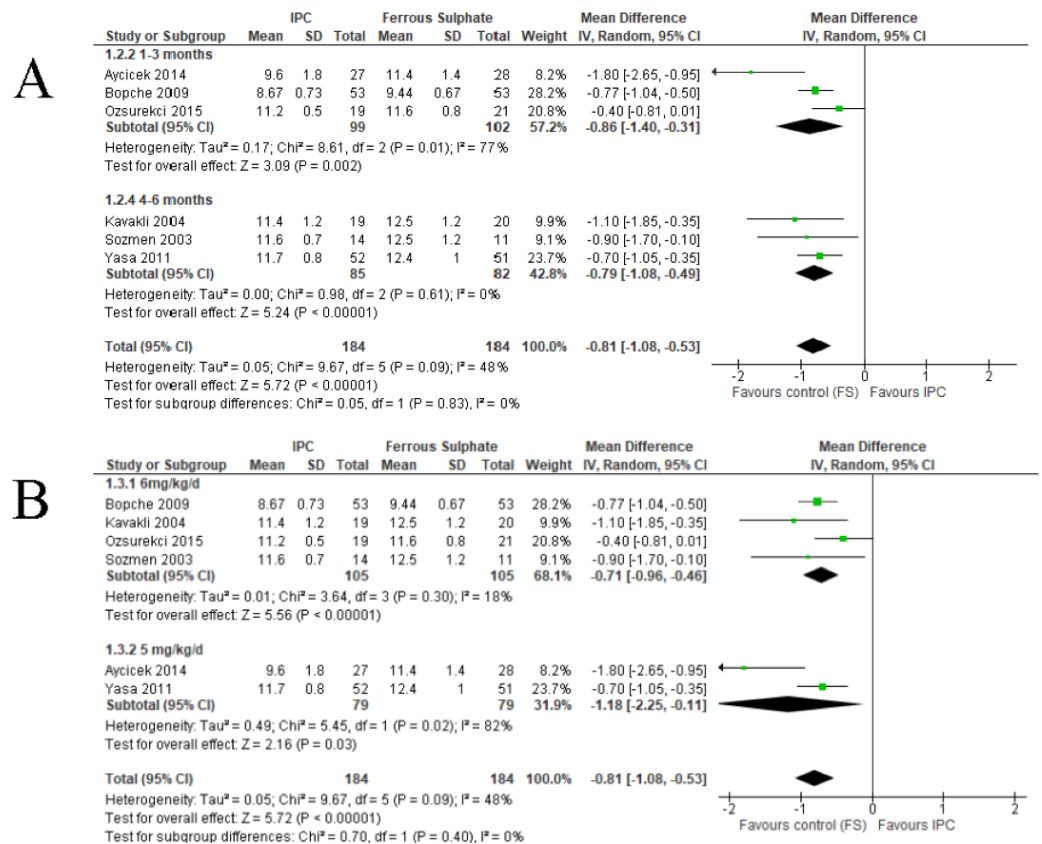 A
IPC Ferrous Sulphate Mean Difference Mean Difference
Study or Subgroup Mean SD Total Mean SD Total Weight IV, Random, 95% CI IV, Random, 95% CI
1.2.2 1-3 months
Aycicek 2014 9.6 1.8 27 11.4 1.4 28 8.2% -1.80 [-2.65, -0.95]
Bopche 2009 8.67 0.73 53 9.44 0.67 53 28.2% -0.77 [-1.04, -0.50]
Ozsurekci 2015 11.2 0.5 19 11.6 0.8 21 20.8% -0.40 [-0.81, 0.01]
Subtotal (95% CI) 99 102 57.2% -0.86 [-1.40, -0.31]
Heterogeneity: Tau² = 0.17; Chi² = 8.61, df = 2 (P = 0.01); I² = 77%
Test for overall effect: Z = 3.09 (P = 0.002)
1.2.4 4-6 months
Kavakli 2004 11.4 1.2 19 12.5 1.2 20 9.9% -1.10 [-1.85, -0.35]
Sozmen 2003 11.6 0.7 14 12.5 1.2 11 9.1% -0.90 [-1.70, -0.10]
Yasa 2011 11.7 0.8 52 12.4 1 51 23.7% -0.70 [-1.05, -0.35]
Subtotal (95% CI) 85 82 42.8% -0.79 [-1.08, -0.49]
Heterogeneity: Tau² = 0.00; Chi² = 0.98, df = 2 (P = 0.61); I² = 0%
Test for overall effect: Z = 5.24 (P < 0.00001)
Total (95% CI) 184 184 100.0% -0.81 [-1.08, -0.53]
Heterogeneity: Tau² = 0.05; Chi² = 9.67, df = 5 (P = 0.09); I² = 48%
Test for overall effect: Z = 5.72 (P < 0.00001)
Test for subgroup differences: Chi² = 0.05, df = 1 (P = 0.83), I² = 0%
-2 -1 0 1 2
Favours control (FS) Favours IPC
B
IPC Ferrous Sulphate Mean Difference Mean Difference
Study or Subgroup Mean SD Total Mean SD Total Weight IV, Random, 95% CI IV, Random, 95% CI
1.3.1 6mg/kg/d
Bopche 2009 8.67 0.73 53 9.44 0.67 53 28.2% -0.77 [-1.04, -0.50]
Kavakli 2004 11.4 1.2 19 12.5 1.2 20 9.9% -1.10 [-1.85, -0.35]
Ozsurekci 2015 11.2 0.5 19 11.6 0.8 21 20.8% -0.40 [-0.81, 0.01]
Sozmen 2003 11.6 0.7 14 12.5 1.2 11 9.1% -0.90 [-1.70, -0.10]
Subtotal (95% CI) 105 105 68.1% -0.71 [-0.96, -0.46]
Heterogeneity: Tau² = 0.01; Chi² = 3.64, df = 3 (P = 0.30); I² = 18%
Test for overall effect: Z = 5.56 (P < 0.00001)
1.3.2 5 mg/kg/d
Aycicek 2014 9.6 1.8 27 11.4 1.4 28 8.2% -1.80 [-2.65, -0.95]
Yasa 2011 11.7 0.8 52 12.4 1 51 23.7% -0.70 [-1.05, -0.35]
Subtotal (95% CI) 79 79 31.9% -1.18 [-2.25, -0.11]
Heterogeneity: Tau² = 0.49; Chi² = 5.45, df = 1 (P = 0.02); I² = 82%
Test for overall effect: Z = 2.16 (P = 0.03)
Total (95% CI) 184 184 100.0% -0.81 [-1.08, -0.53]
Heterogeneity: Tau² = 0.05; Chi² = 9.67, df = 5 (P = 0.09); I² = 48%
Test for overall effect: Z = 5.72 (P < 0.00001)
Test for subgroup differences: Chi² = 0.70, df = 1 (P = 0.40), I² = 0%
-2 -1 0 1 2
Favours control (FS) Favours IPC